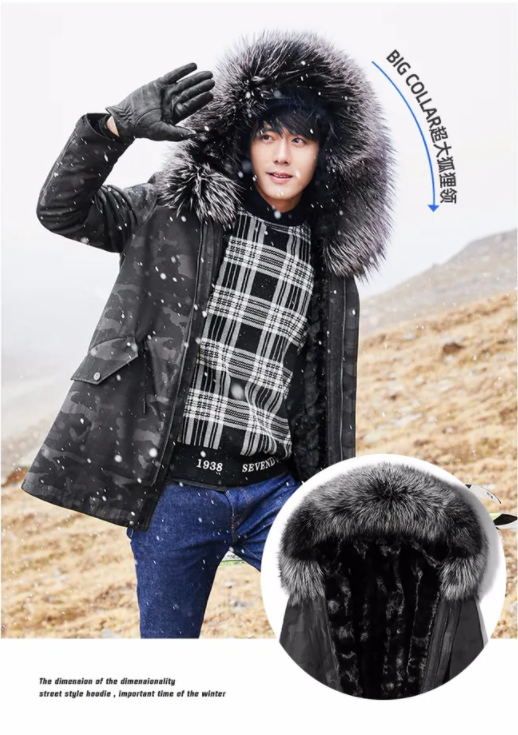 BIG COLLAR超大狐狸领
1938 SEVEND
The dimenaion of the dimenaionality
street style hoodie , important time of the winter